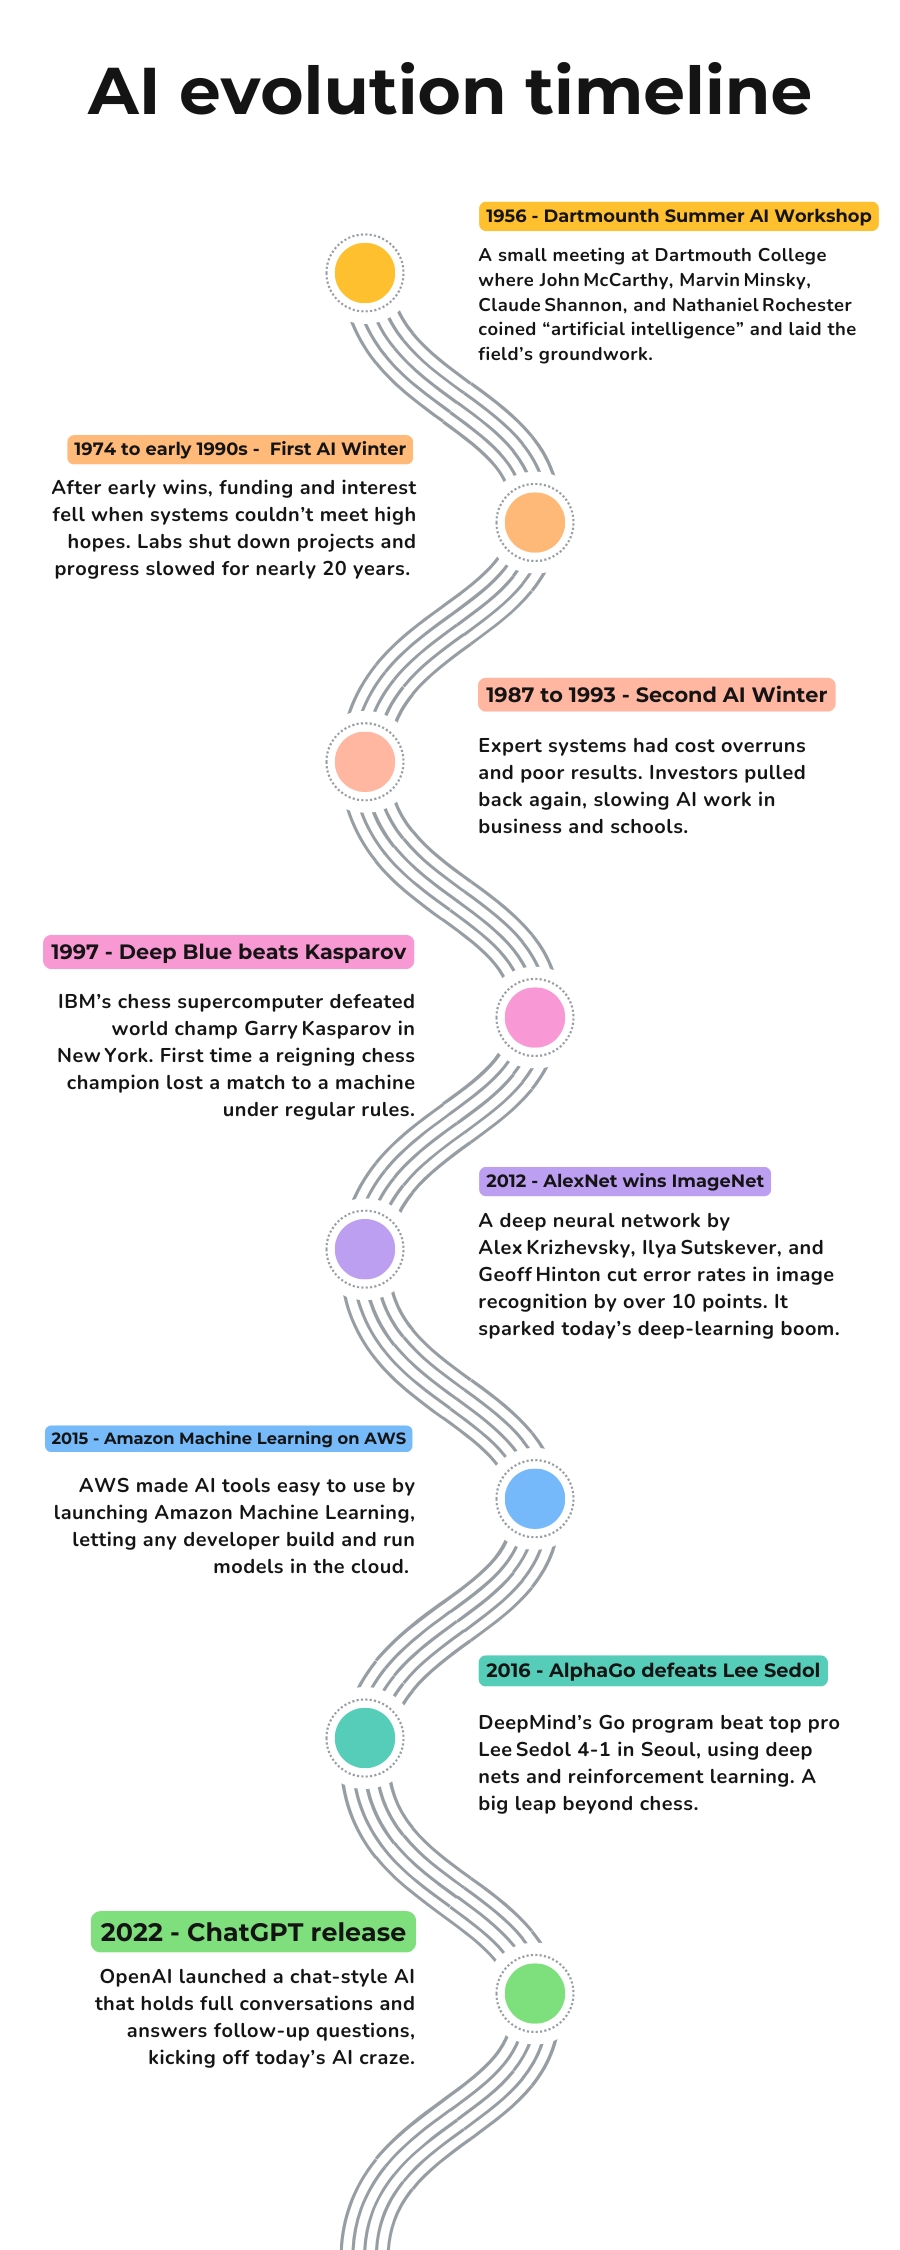 AI evolution timeline
1956 - Dartmounth Summer AI Workshop
A small meeting at Dartmouth College
where John McCarthy, Marvin Minsky,
Claude Shannon, and Nathaniel Rochester
coined “artificial intelligence” and laid the
field’s groundwork.
1974 to early 1990s - First AI Winter
After early wins, funding and interest
fell when systems couldn’t meet high
hopes. Labs shut down projects and
progress slowed for nearly 20 years.
1987 to 1993 - Second AI Winter
Expert systems had cost overruns
and poor results. Investors pulled
back again, slowing AI work in
business and schools.
1997 - Deep Blue beats Kasparov
IBM’s chess supercomputer defeated
world champ Garry Kasparov in
New York. First time a reigning chess
champion lost a match to a machine
under regular rules.
2012 - AlexNet wins ImageNet
A deep neural network by
Alex Krizhevsky, Ilya Sutskever, and
Geoff Hinton cut error rates in image
recognition by over 10 points. It
sparked today’s deep-learning boom.
2015 - Amazon Machine Learning on AWS
AWS made AI tools easy to use by
launching Amazon Machine Learning,
letting any developer build and run
models in the cloud.
2016 - AlphaGo defeats Lee Sedol
DeepMind’s Go program beat top pro
Lee Sedol 4-1 in Seoul, using deep
nets and reinforcement learning. A
big leap beyond chess.
2022 - ChatGPT release
OpenAI launched a chat-style AI
that holds full conversations and
answers follow-up questions,
kicking off today’s AI craze.